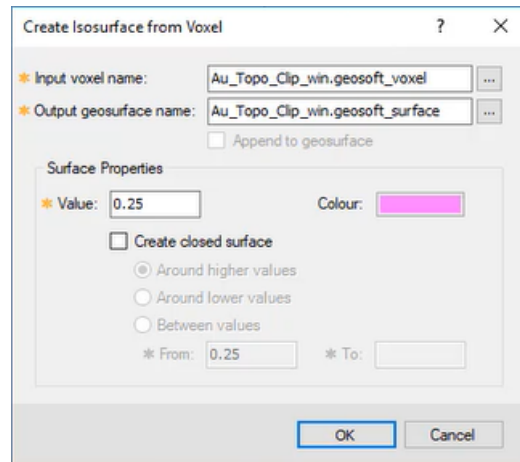 Create Isosurface from Voxel ? ×
* Input voxel name: Au_Topo_Clip_win.geosoft_voxel ...
* Output geosurface name: Au_Topo_Clip_win.geosoft_surface ...
Append to geosurface
Surface Properties
* Value: 0.25 Colour:
Create closed surface
Around higher values
Around lower values
Between values
* From: 0.25 * To:
OK Cancel